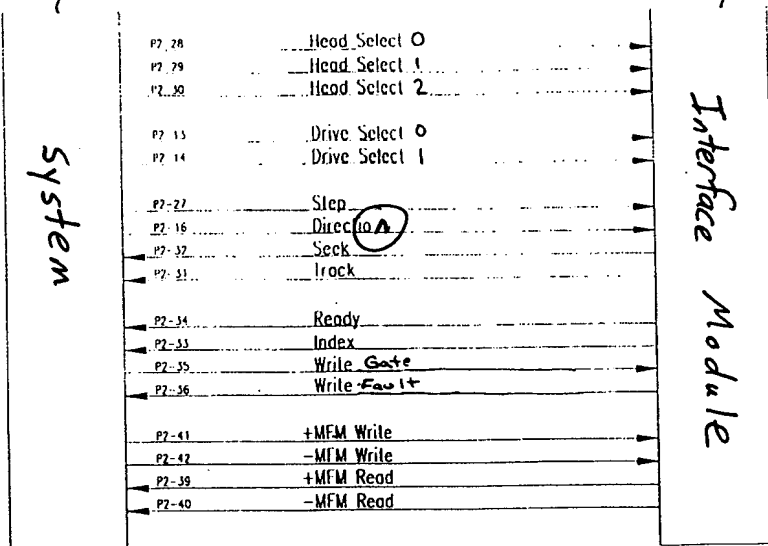 System
P2-28 Head Select 0
P2-29 Head Select 1
P2-30 Head Select 2
P2-13 Drive Select 0
P2-14 Drive Select 1
P2-27 Step
P2-16 Direction
P2-32 Seek
P2-31 Track
P2-34 Ready
P2-33 Index
P2-35 Write Gate
P2-36 Write Fault
P2-41 +MFM Write
P2-42 -MFM Write
P2-39 +MFM Read
P2-40 -MFM Read
Interface Module